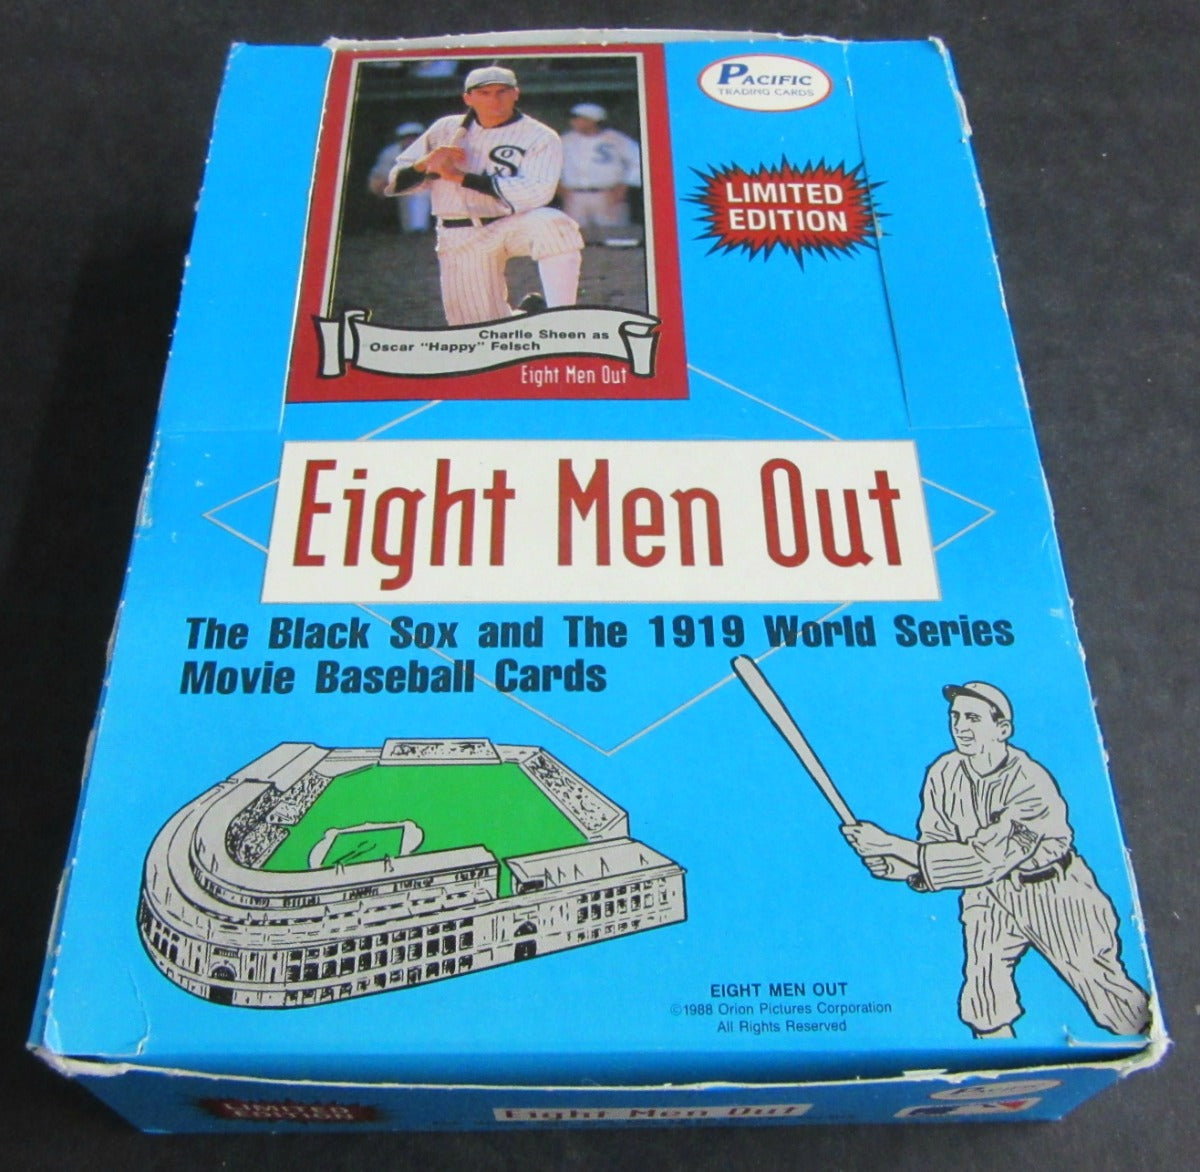 PACIFIC
TRADING CARDS
LIMITED
EDITION
Sox
S
Charlie Sheen as
Oscar "Happy" Felsch
Eight Men Out
Eight Men Out
The Black Sox and The 1919 World Series
Movie Baseball Cards
EIGHT MEN OUT
©1988 Orion Pictures Corporation
All Rights Reserved
LIMITED
Eight Men Out